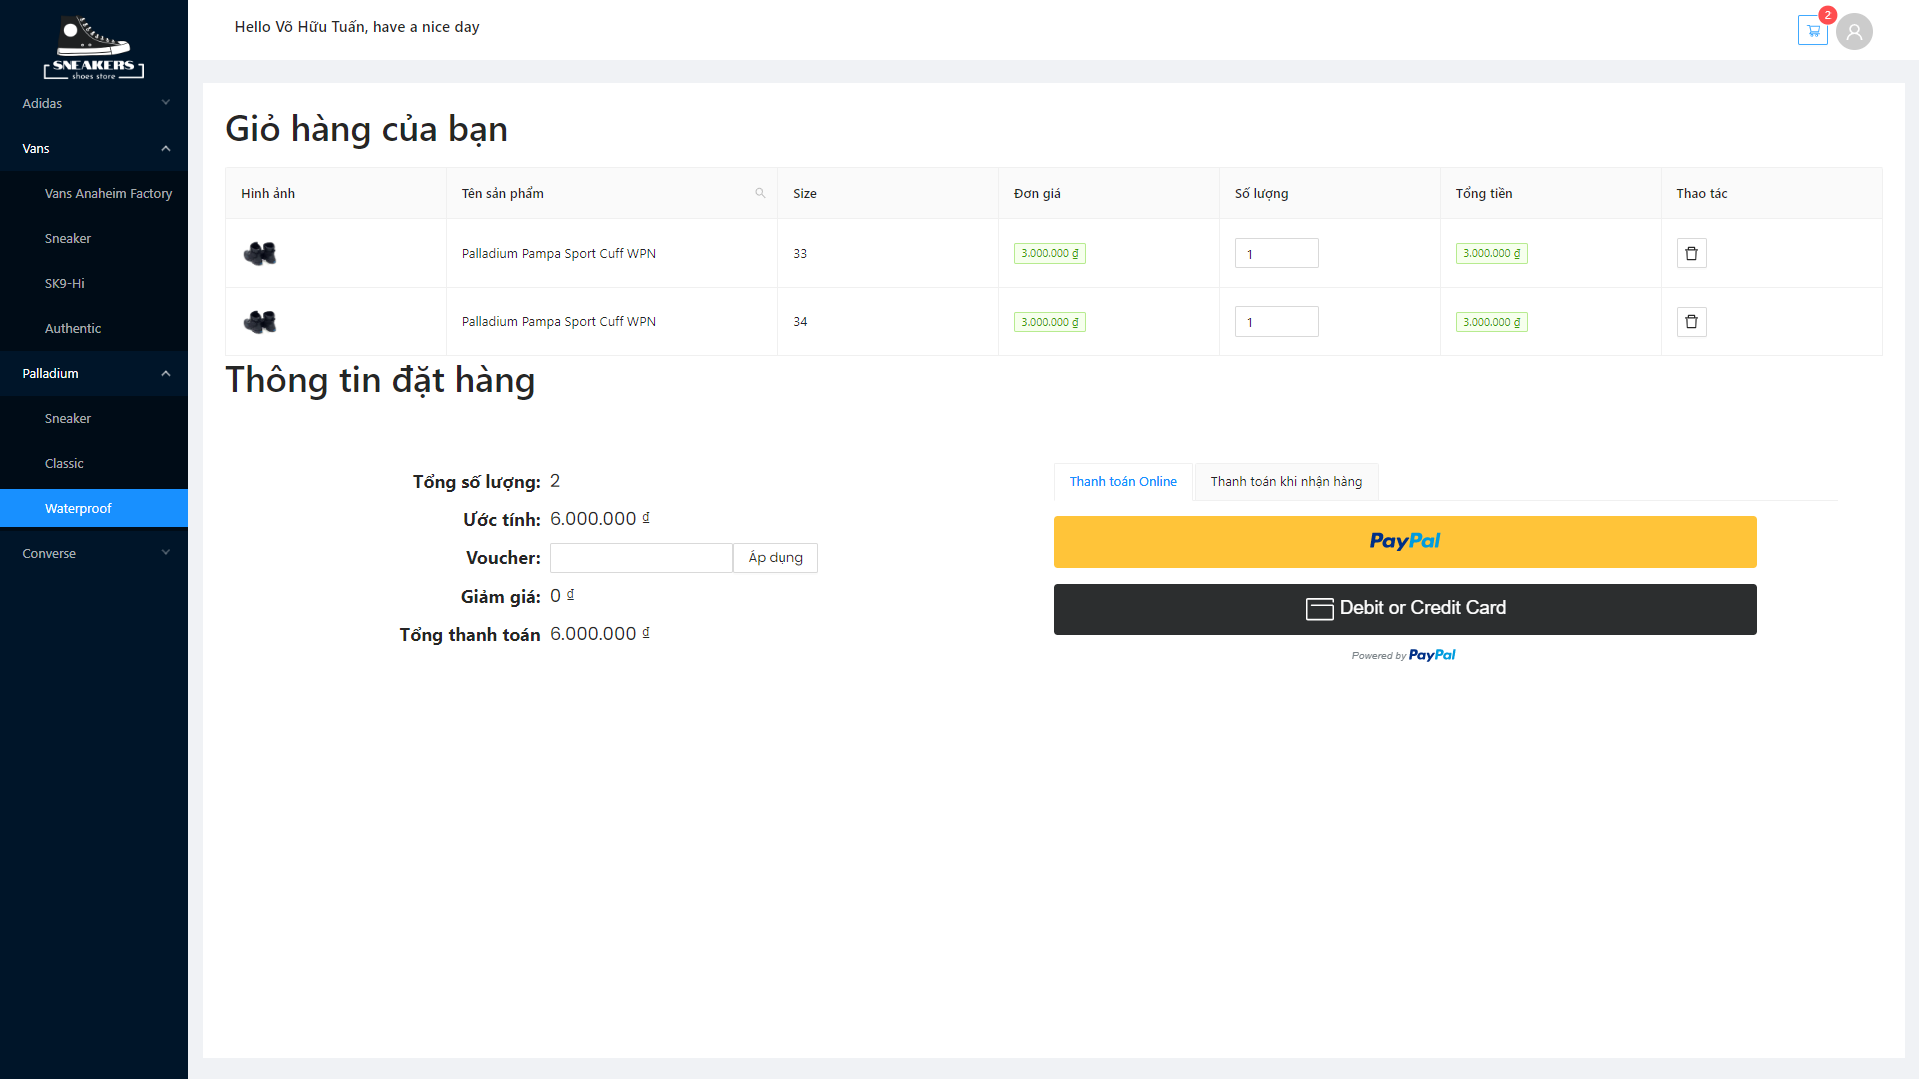 SNEAKERS
shoes store
Adidas
Vans
Vans Anaheim Factory
Sneaker
SK9-Hi
Authentic
Palladium
Sneaker
Classic
Waterproof
Converse
Hello Võ Hữu Tuấn, have a nice day
2
Giỏ hàng của bạn
Hình ảnh Tên sản phẩm Size Đơn giá Số lượng Tổng tiền Thao tác
Palladium Pampa Sport Cuff WPN 33 3.000.000 ₫ 1 3.000.000 ₫
Palladium Pampa Sport Cuff WPN 34 3.000.000 ₫ 1 3.000.000 ₫
Thông tin đặt hàng
Tổng số lượng: 2
Ước tính: 6.000.000 ₫
Voucher: Áp dụng
Giảm giá: 0 ₫
Tổng thanh toán 6.000.000 ₫
Thanh toán Online Thanh toán khi nhận hàng
PayPal
Debit or Credit Card
Powered by PayPal